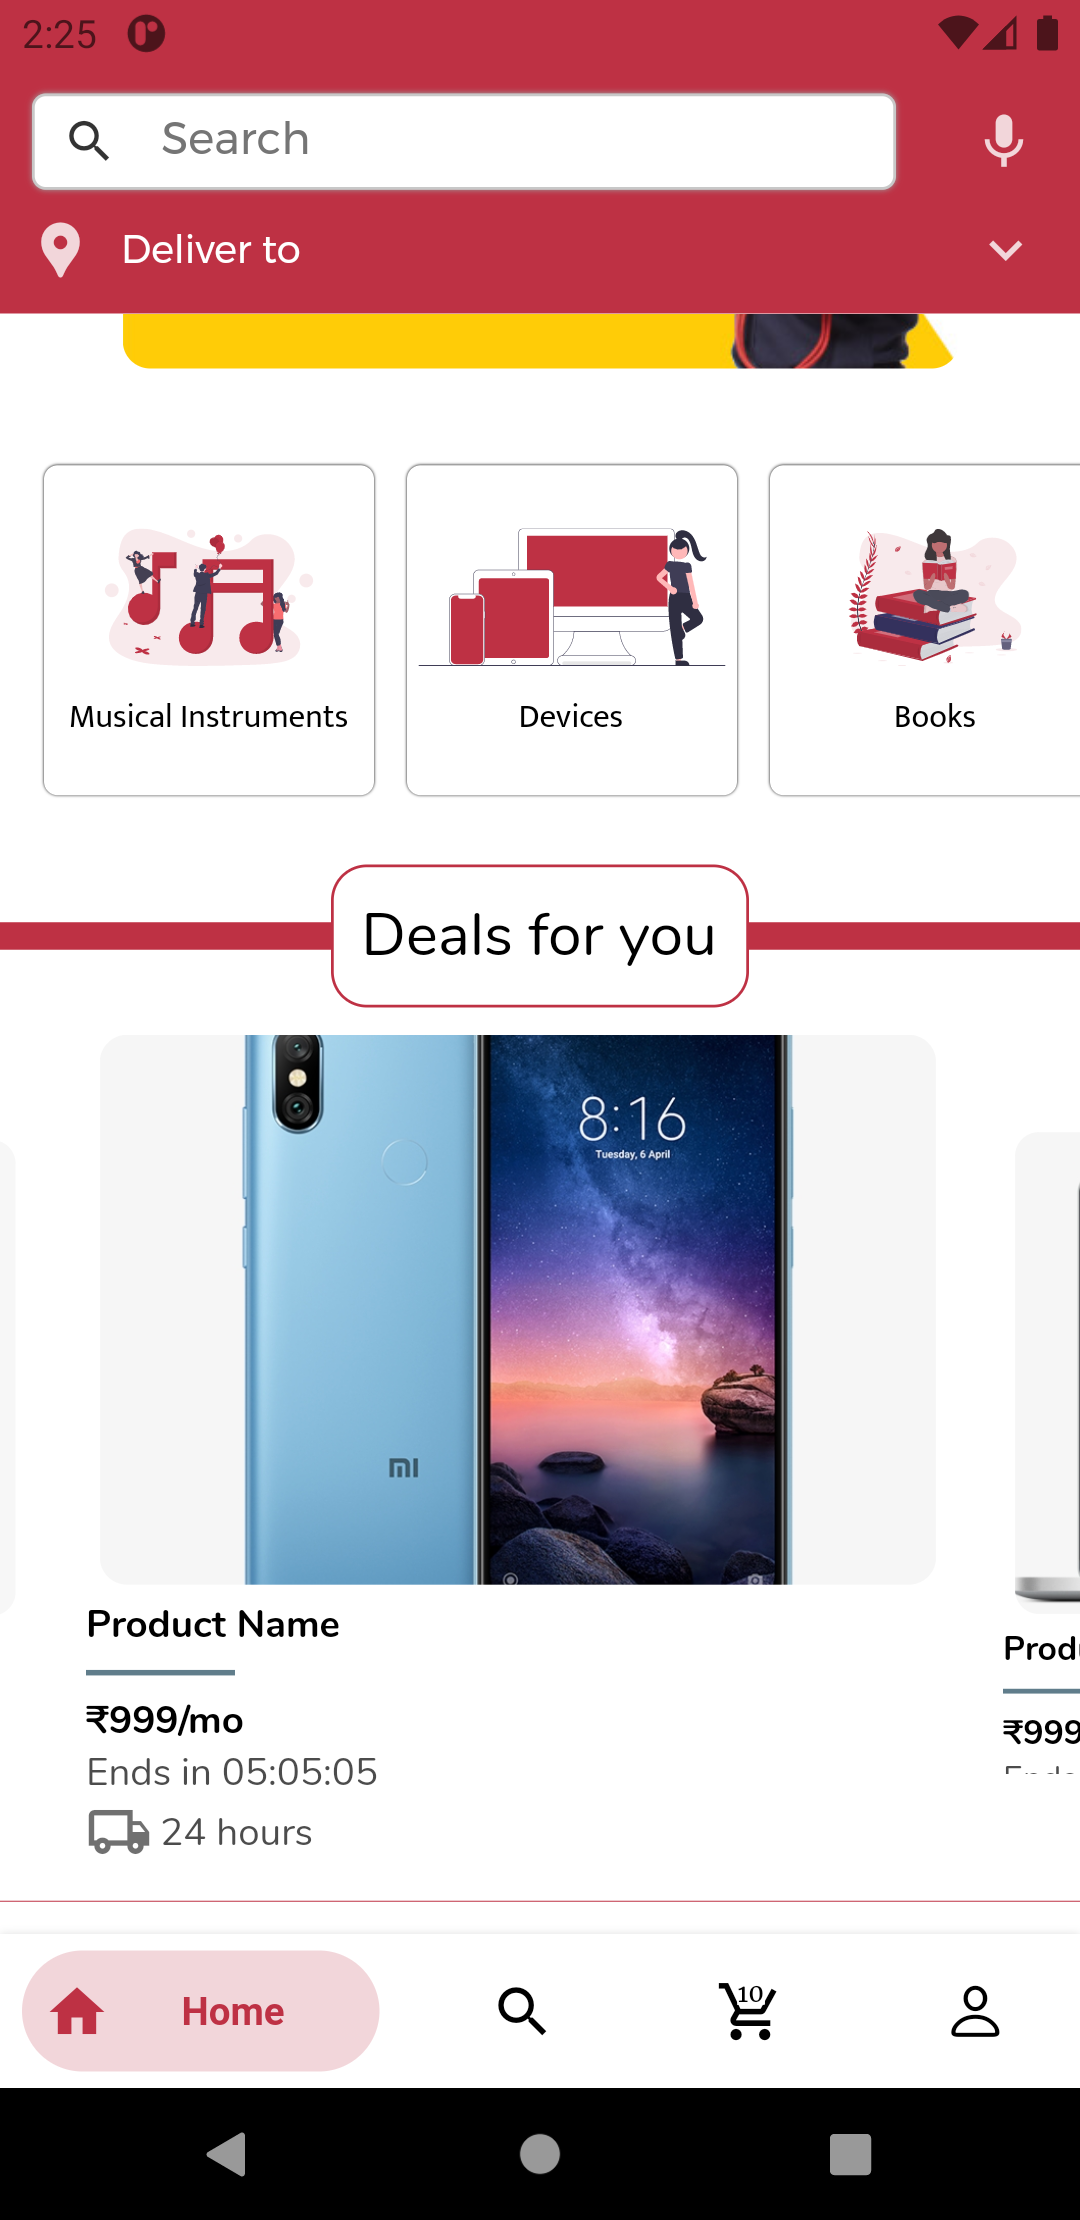 2:25
Search
Deliver to
Musical Instruments
Devices
Books
Deals for you
8:16
Tuesday, 6 April
MI
Product Name
₹999/mo
Ends in 05:05:05
24 hours
Prod
₹999
Home
10